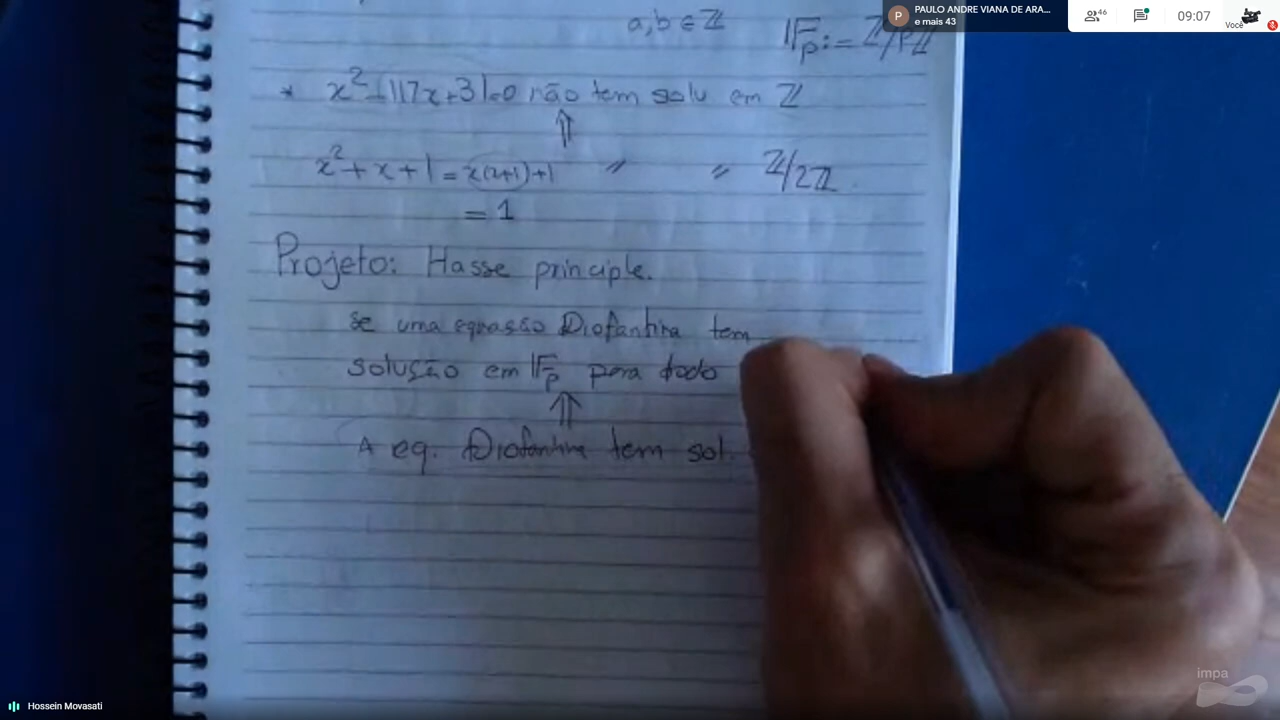 PAULO ANDRE VIANA DE ARA...
e mais 43
46
09:07
Você
a,b ∈ ℤ
𝔽p := ℤ/pℤ
* x² - 117x + 31 = 0 não tem solu em ℤ
⇑
x² + x + 1 = x(x+1)+1 〃 〃 ℤ/2ℤ.
= 1
Projeto: Hasse principle.
se uma equasão Diofantina tem
solução em 𝔽p para todo
⇑
A eq. Diofantina tem sol.
impa
Hossein Movasati